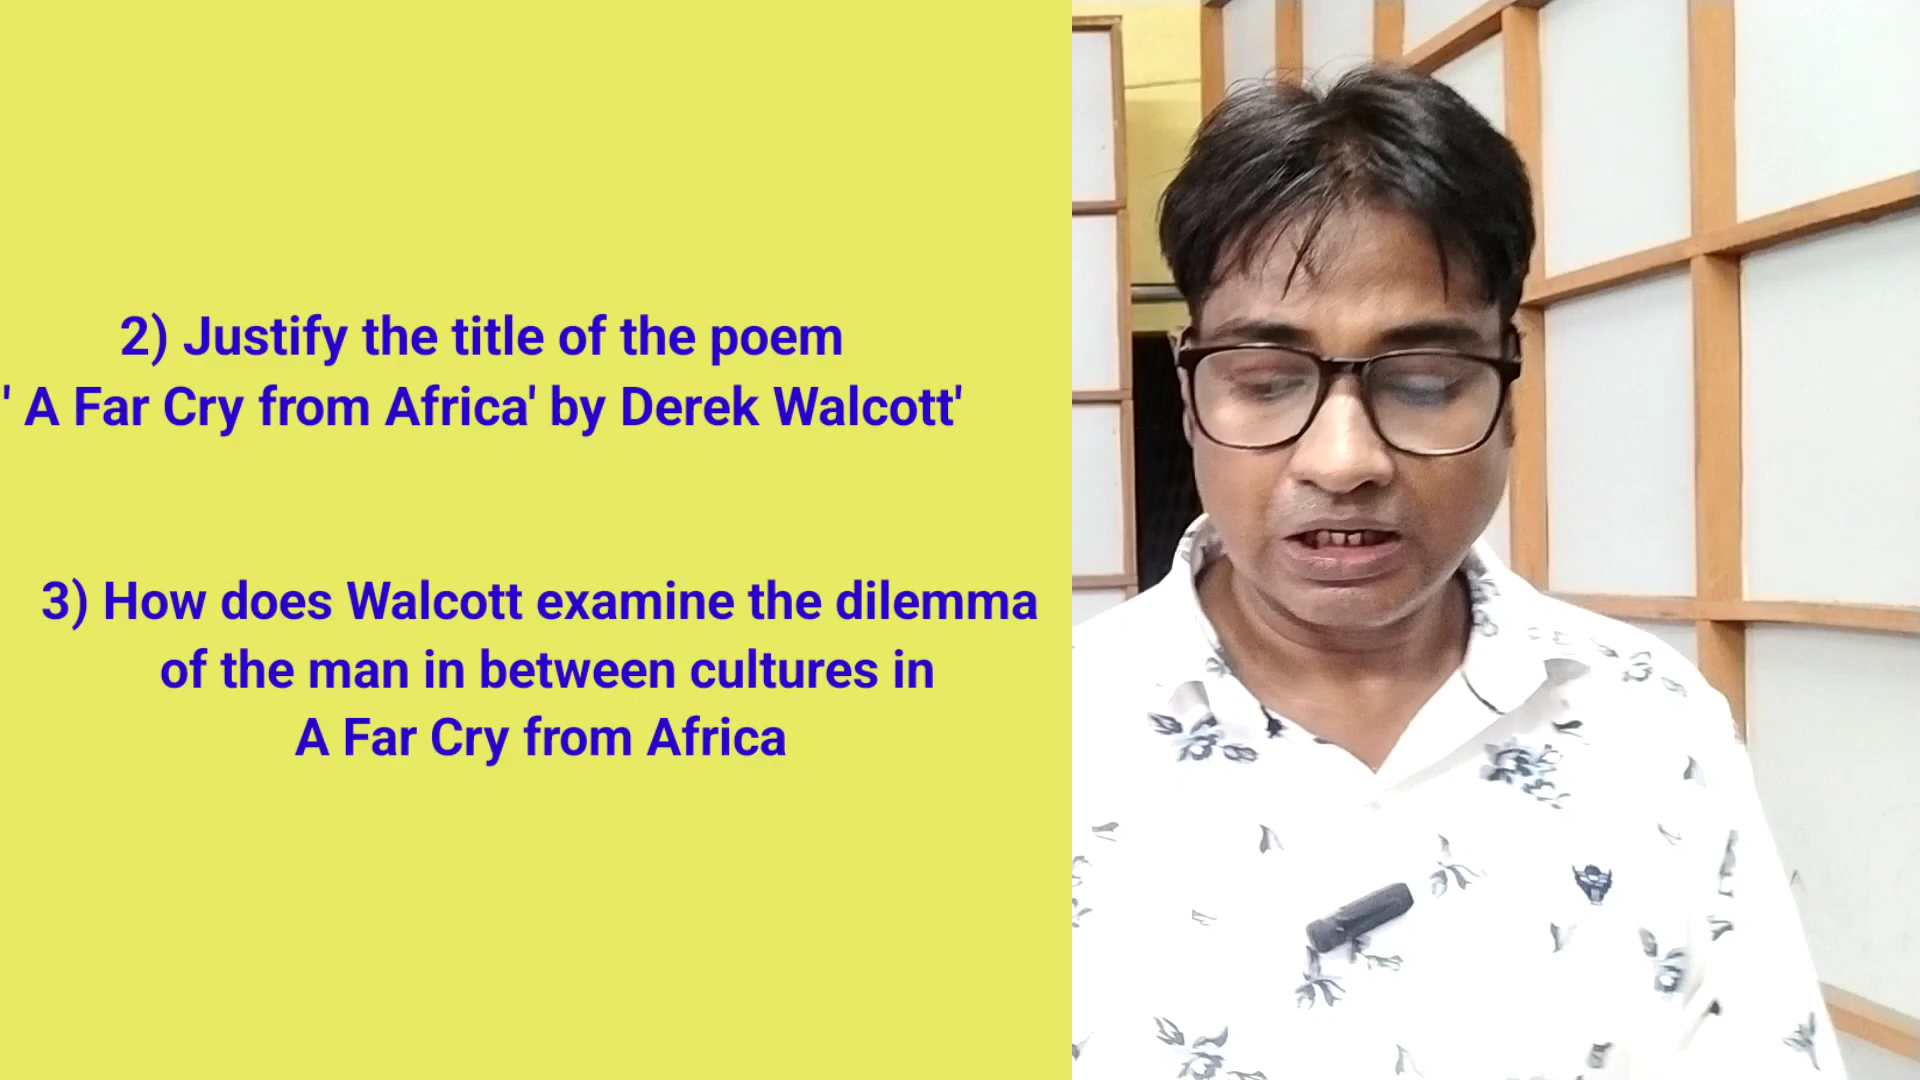 2) Justify the title of the poem
' A Far Cry from Africa' by Derek Walcott'
3) How does Walcott examine the dilemma
of the man in between cultures in
A Far Cry from Africa